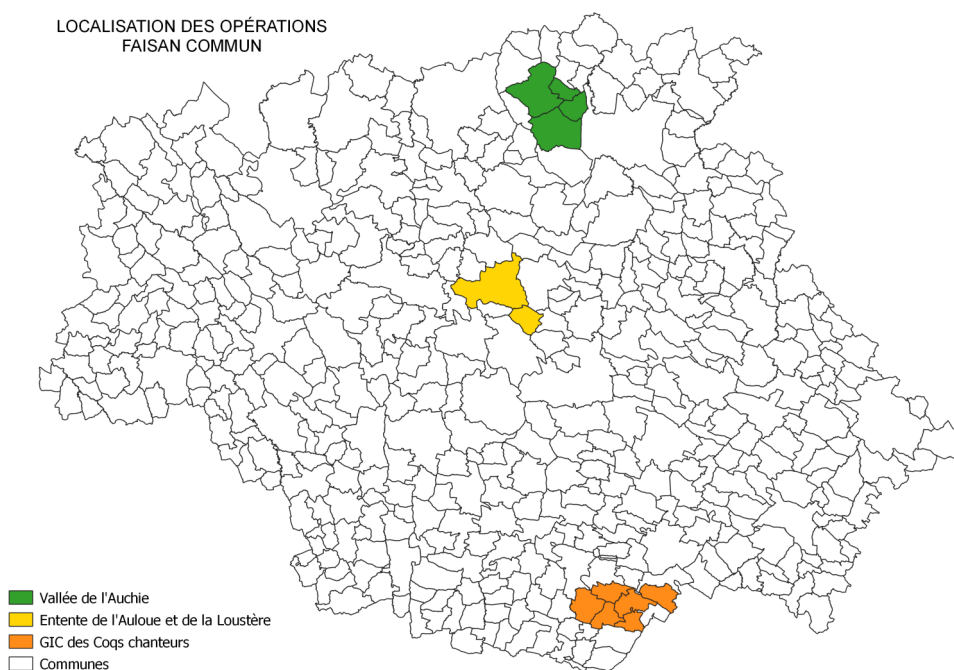 LOCALISATION DES OPÉRATIONS
FAISAN COMMUN
Vallée de l'Auchie
Entente de l'Auloue et de la Loustère
GIC des Coqs chanteurs
Communes